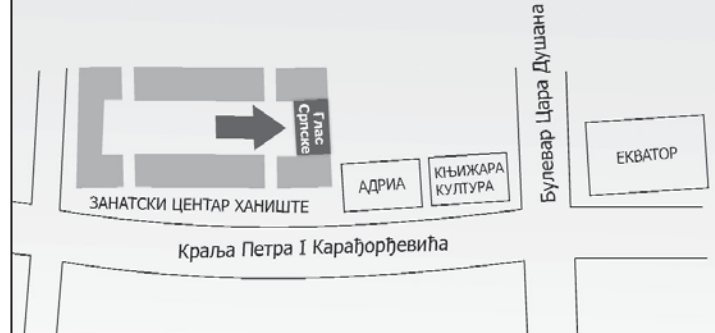 Булевар Цара Душана
Глас
Српске
ЕКВАТОР
КЊИЖАРА
КУЛТУРА
АДРИА
ЗАНАТСКИ ЦЕНТАР ХАНИШТЕ
Краља Петра I Карађорђевића